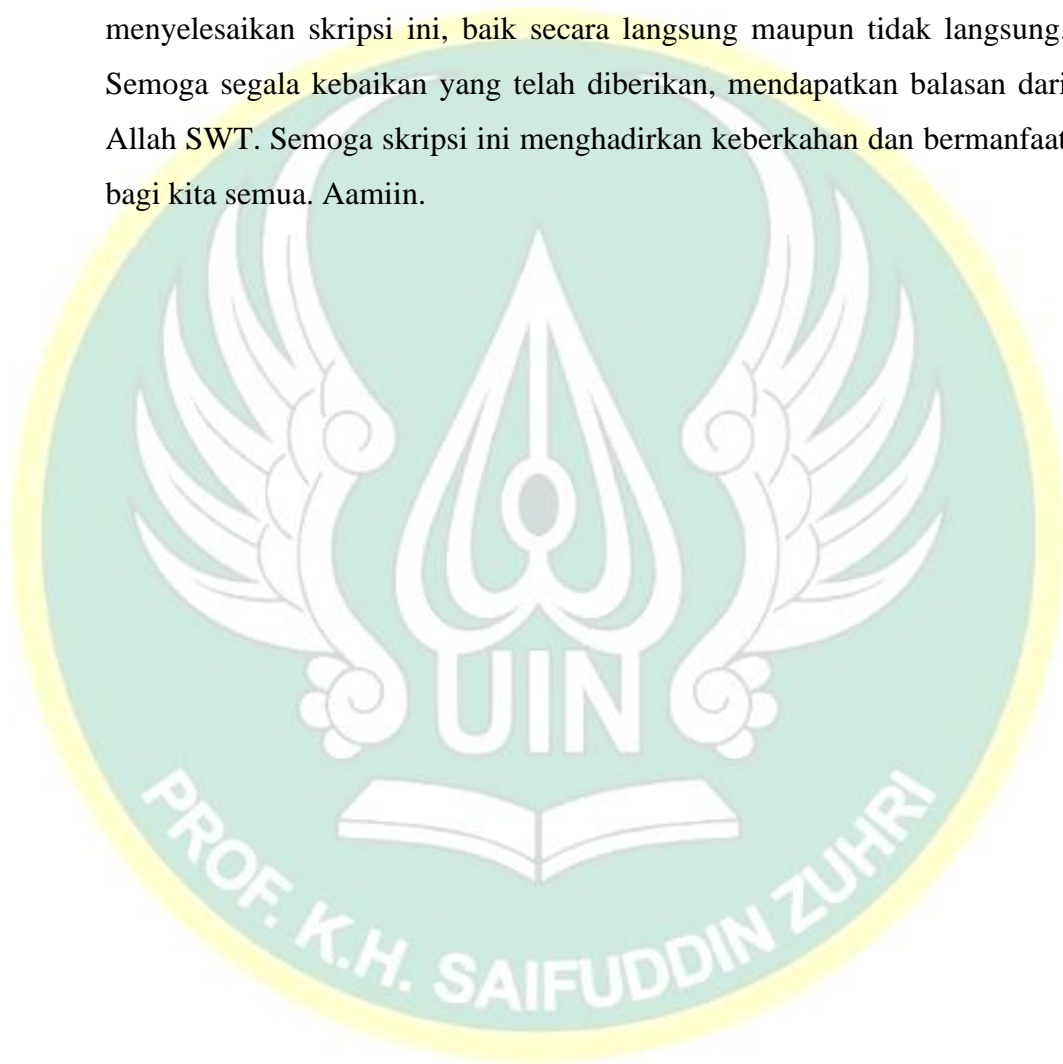 menyelesaikan skripsi ini, baik secara langsung maupun tidak langsung.
Semoga segala kebaikan yang telah diberikan, mendapatkan balasan dari
Allah SWT. Semoga skripsi ini menghadirkan keberkahan dan bermanfaat
bagi kita semua. Aamiin.
UIN
PROF. K.H. SAIFUDDIN ZUHRI